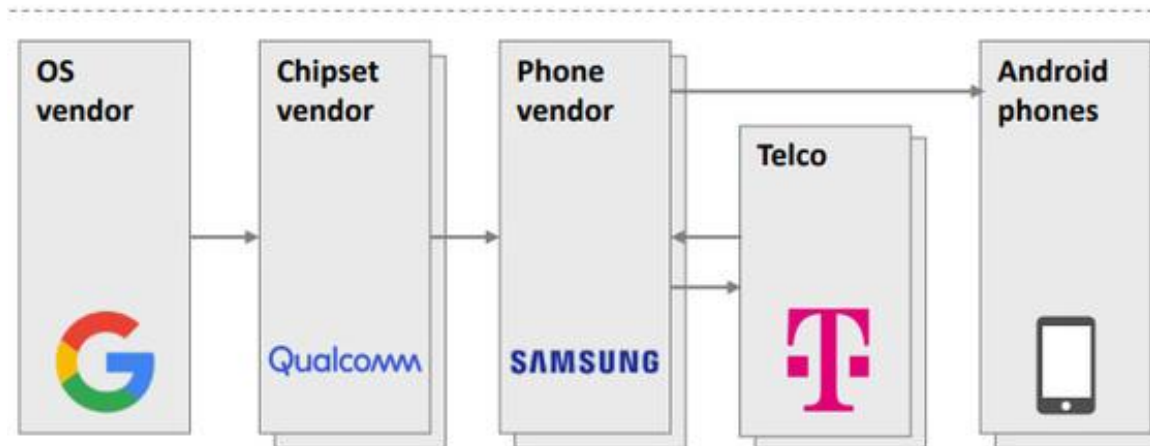 OS
vendor
Chipset
vendor
Phone
vendor
Telco
Android
phones
G
Qualcomm
SAMSUNG
T